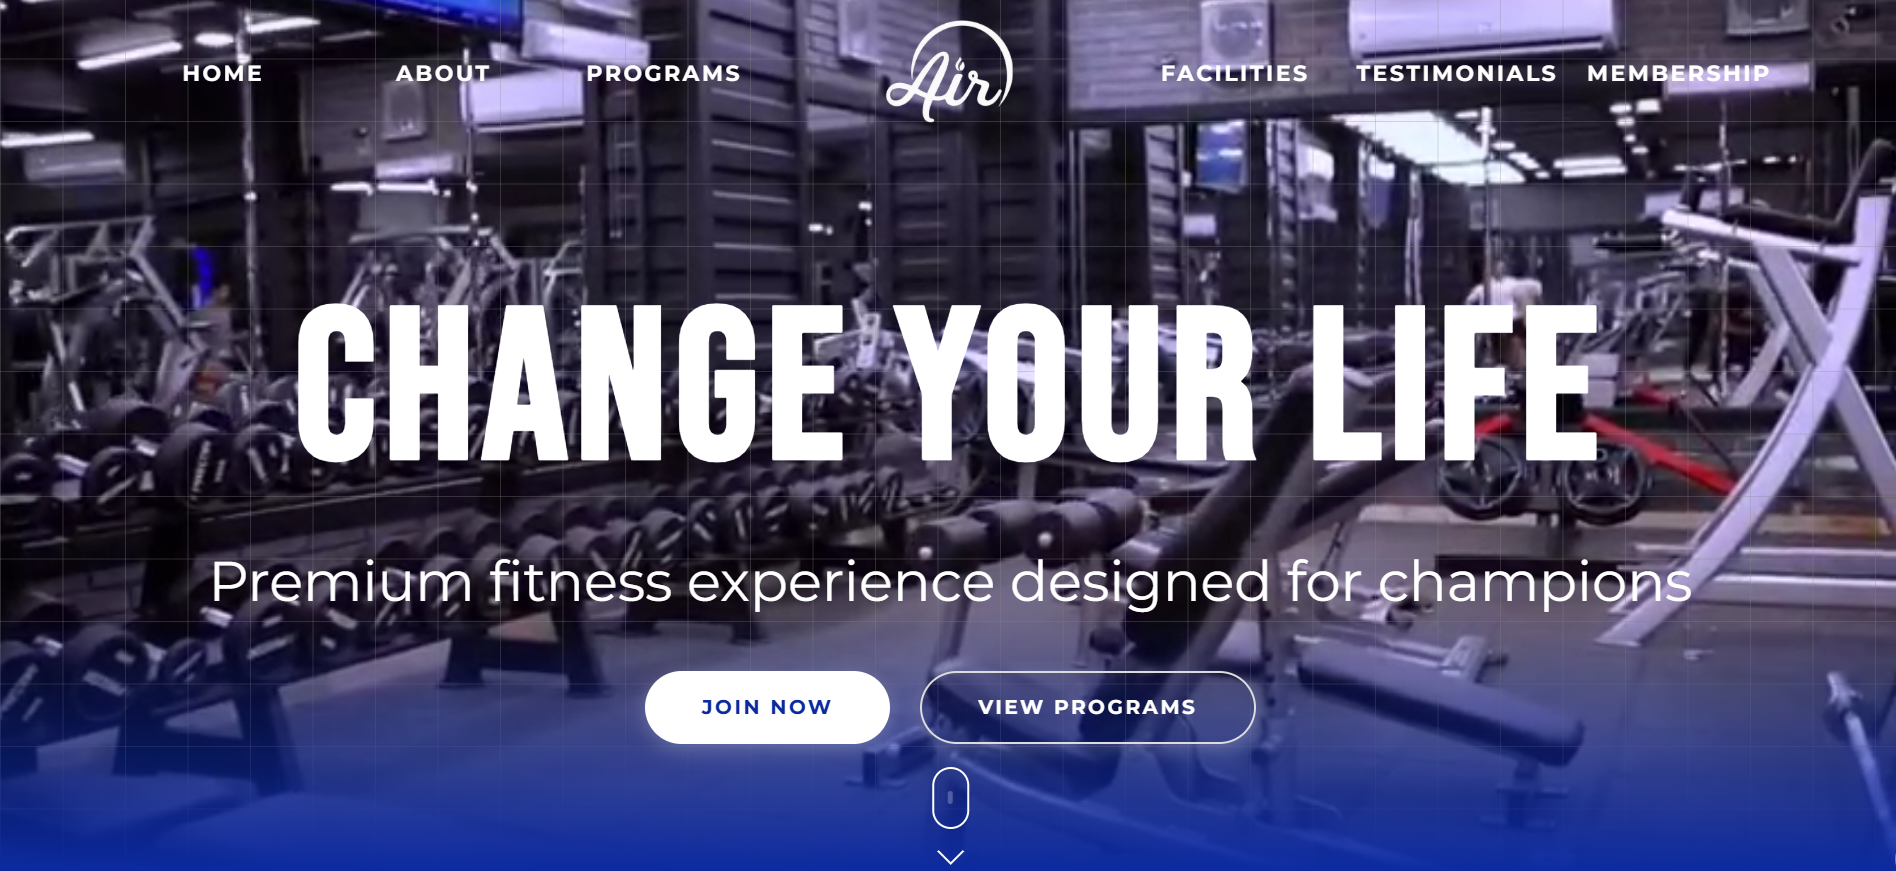 HOME ABOUT PROGRAMS Air FACILITIES TESTIMONIALS MEMBERSHIP
CHANGE YOUR LIFE
Premium fitness experience designed for champions
JOIN NOW VIEW PROGRAMS